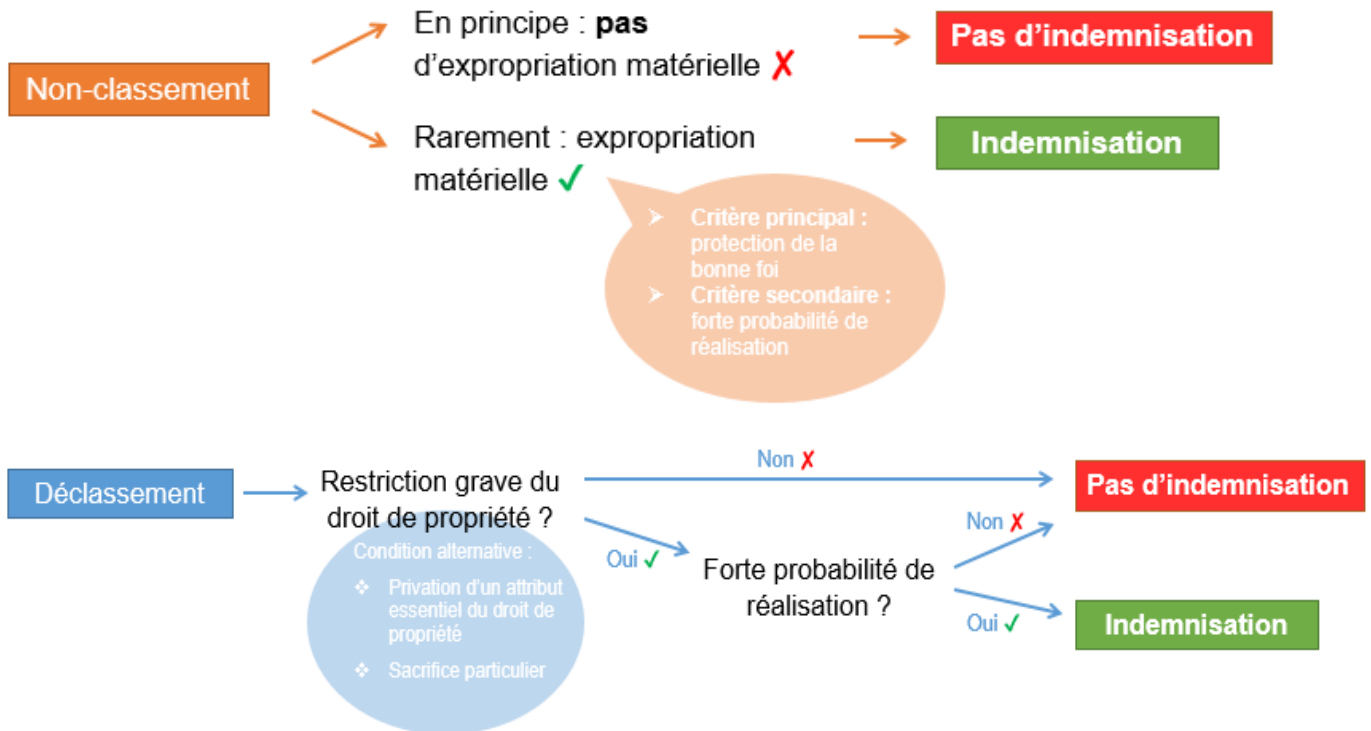 En principe : pas
d'expropriation matérielle ✗
Pas d'indemnisation
Non-classement
Rarement : expropriation
matérielle ✓
Indemnisation
➤ Critère principal :
protection de la
bonne foi
➤ Critère secondaire :
forte probabilité de
réalisation
Déclassement
Restriction grave du
droit de propriété ?
Non ✗
Pas d'indemnisation
Condition alternative :
❖ Privation d'un attribut
essentiel du droit de
propriété
❖ Sacrifice particulier
Oui ✓
Forte probabilité de
réalisation ?
Non ✗
Oui ✓
Indemnisation